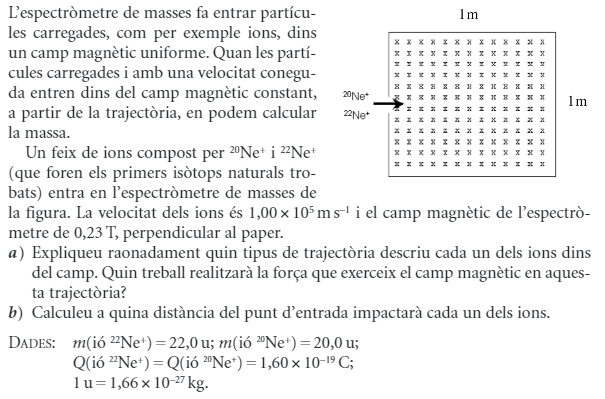 L'espectròmetre de masses fa entrar partícu-
les carregades, com per exemple ions, dins
un camp magnètic uniforme. Quan les partí-
cules carregades i amb una velocitat conegu-
da entren dins del camp magnètic constant,
a partir de la trajectòria, en podem calcular
la massa.
Un feix de ions compost per ²⁰Ne⁺ i ²²Ne⁺
(que foren els primers isòtops naturals tro-
bats) entra en l'espectròmetre de masses de
la figura. La velocitat dels ions és 1,00 × 10⁵ m s⁻¹ i el camp magnètic de l'espectrò-
metre de 0,23 T, perpendicular al paper.
1 m
1 m
²⁰Ne⁺
²²Ne⁺
a) Expliqueu raonadament quin tipus de trajectòria descriu cada un dels ions dins
del camp. Quin treball realitzarà la força que exerceix el camp magnètic en aques-
ta trajectòria?
b) Calculeu a quina distància del punt d'entrada impactarà cada un dels ions.
DADES: m(ió ²²Ne⁺) = 22,0 u; m(ió ²⁰Ne⁺) = 20,0 u;
Q(ió ²²Ne⁺) = Q(ió ²⁰Ne⁺) = 1,60 × 10⁻¹⁹ C;
1 u = 1,66 × 10⁻²⁷ kg.